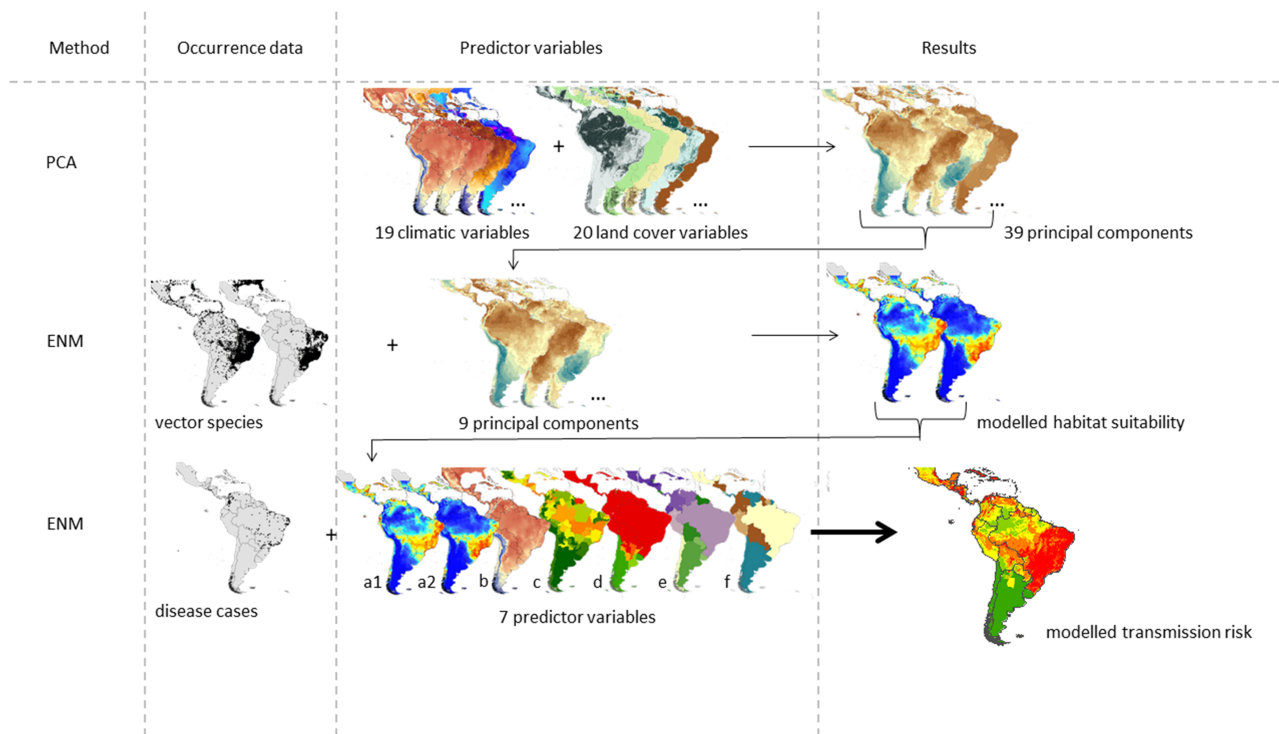 Method
Occurrence data
Predictor variables
Results
PCA
+
...
...
...
19 climatic variables
20 land cover variables
39 principal components
ENM
+
...
vector species
9 principal components
modelled habitat suitability
ENM
+
a1
a2
b
c
d
e
f
disease cases
7 predictor variables
modelled transmission risk